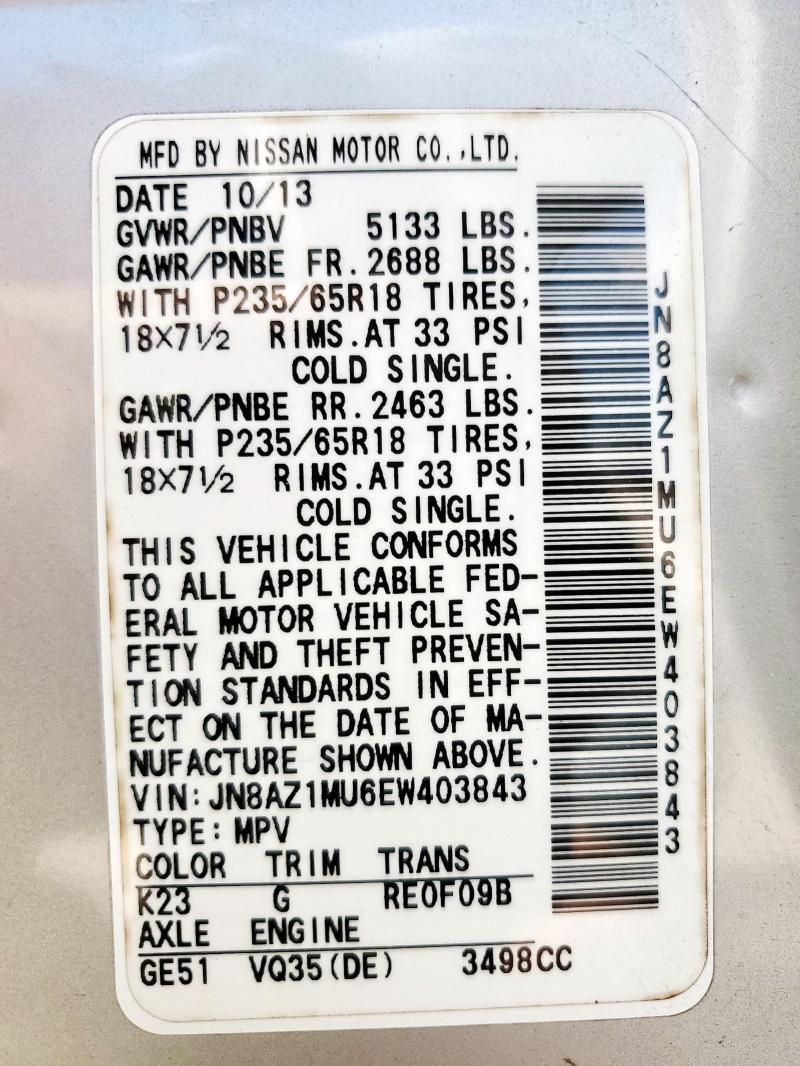 MFD BY NISSAN MOTOR CO.,LTD.
DATE 10/13
GVWR/PNBV 5133 LBS.
GAWR/PNBE FR.2688 LBS.
WITH P235/65R18 TIRES,
18X7½ RIMS.AT 33 PSI
COLD SINGLE.
GAWR/PNBE RR.2463 LBS.
WITH P235/65R18 TIRES,
18X7½ RIMS.AT 33 PSI
COLD SINGLE.
THIS VEHICLE CONFORMS
TO ALL APPLICABLE FED-
ERAL MOTOR VEHICLE SA-
FETY AND THEFT PREVEN-
TION STANDARDS IN EFF-
ECT ON THE DATE OF MA-
NUFACTURE SHOWN ABOVE.
VIN:JN8AZ1MU6EW403843
TYPE:MPV
COLOR TRIM TRANS
K23 G RE0F09B
AXLE ENGINE
GE51 VQ35(DE) 3498CC
JN8AZ1MU6EW403843